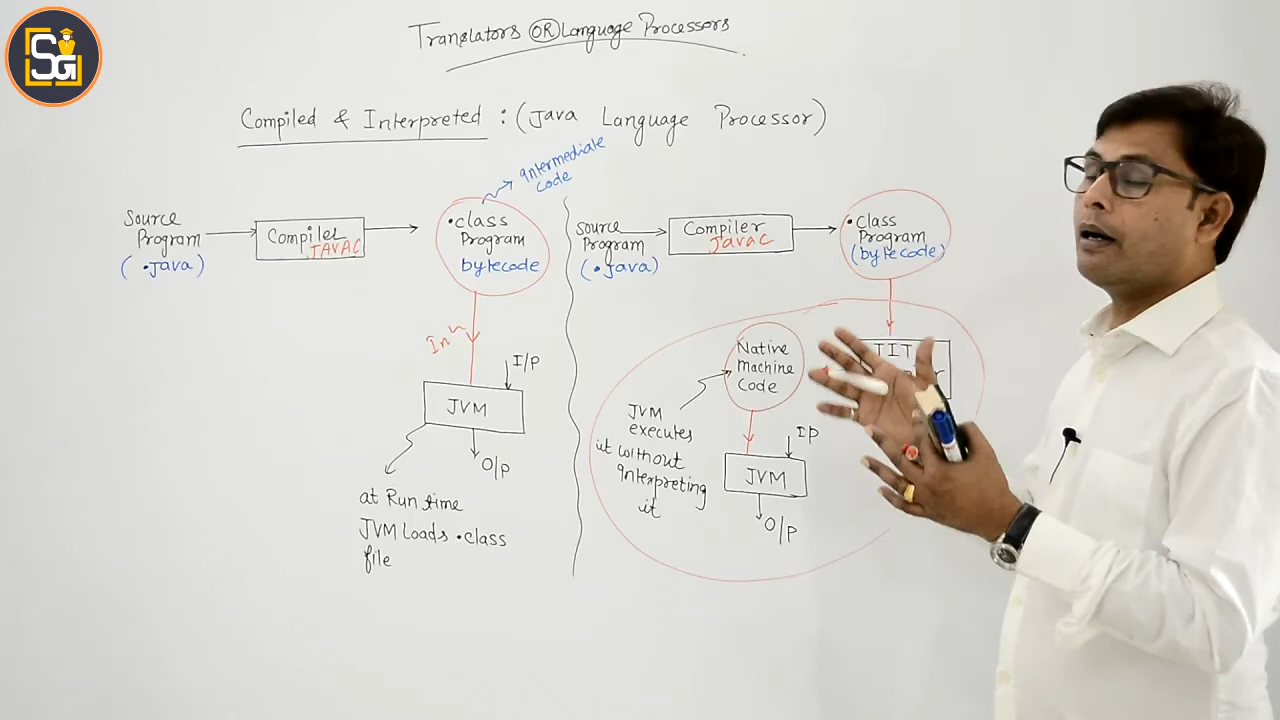 SG
Translators OR Language Processors
Compiled & Interpreted : (Java Language Processor)
Intermediate
code
Source
Program
(.Java)
Compiler
JAVAC
.class
Program
bytecode
In
I/P
JVM
O/P
at Run time
JVM Loads .class
file
Source
Program
(.Java)
Compiler
Javac
.Class
Program
(bytecode)
JIT
Native
Machine
Code
JVM
executes
it without
Interpreting
it
IP
JVM
O/P